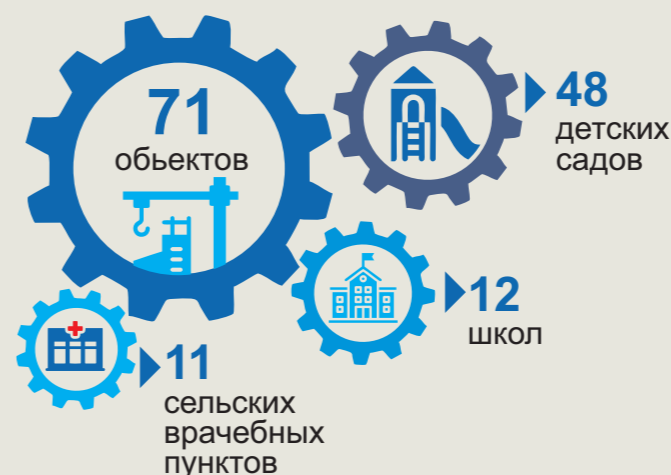 71
обьектов
48
детских
садов
12
школ
11
сельских
врачебных
пунктов